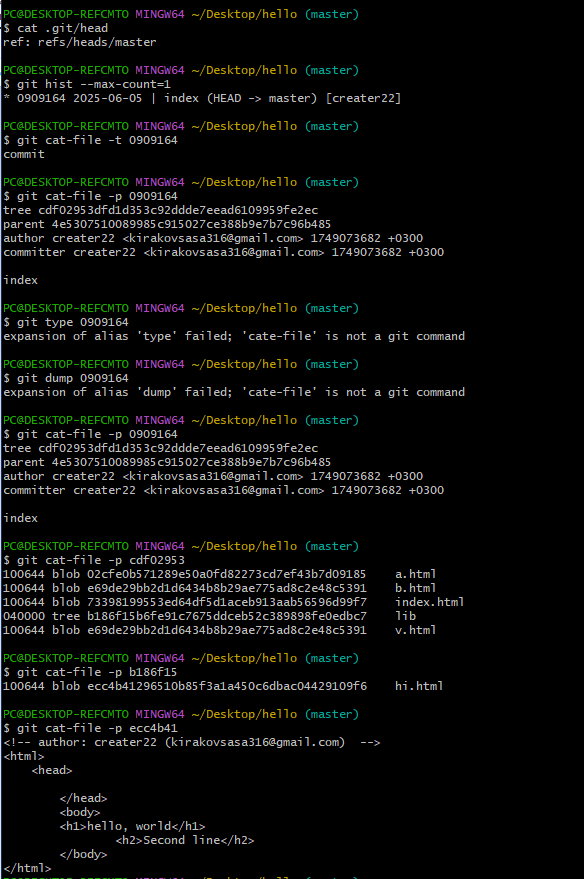 PC@DESKTOP-REFCMTO MINGW64 ~/Desktop/hello (master)
$ cat .git/head
ref: refs/heads/master
PC@DESKTOP-REFCMTO MINGW64 ~/Desktop/hello (master)
$ git hist --max-count=1
* 0909164 2025-06-05 | index (HEAD -> master) [creater22]
PC@DESKTOP-REFCMTO MINGW64 ~/Desktop/hello (master)
$ git cat-file -t 0909164
commit
PC@DESKTOP-REFCMTO MINGW64 ~/Desktop/hello (master)
$ git cat-file -p 0909164
tree cdf02953dfd1d353c92ddde7eead6109959fe2ec
parent 4e5307510089985c915027ce388b9e7b7c96b485
author creater22 <kirakovsasa316@gmail.com> 1749073682 +0300
committer creater22 <kirakovsasa316@gmail.com> 1749073682 +0300
index
PC@DESKTOP-REFCMTO MINGW64 ~/Desktop/hello (master)
$ git type 0909164
expansion of alias 'type' failed; 'cate-file' is not a git command
PC@DESKTOP-REFCMTO MINGW64 ~/Desktop/hello (master)
$ git dump 0909164
expansion of alias 'dump' failed; 'cate-file' is not a git command
PC@DESKTOP-REFCMTO MINGW64 ~/Desktop/hello (master)
$ git cat-file -p 0909164
tree cdf02953dfd1d353c92ddde7eead6109959fe2ec
parent 4e5307510089985c915027ce388b9e7b7c96b485
author creater22 <kirakovsasa316@gmail.com> 1749073682 +0300
committer creater22 <kirakovsasa316@gmail.com> 1749073682 +0300
index
PC@DESKTOP-REFCMTO MINGW64 ~/Desktop/hello (master)
$ git cat-file -p cdf02953
100644 blob 02cfe0b571289e50a0fd82273cd7ef43b7d09185    a.html
100644 blob e69de29bb2d1d6434b8b29ae775ad8c2e48c5391    b.html
100644 blob 73398199553ed64df5d1aceb913aab56596d99f7    index.html
040000 tree b186f15b6fe91c7675ddceb52c389898fe0edbc7    lib
100644 blob e69de29bb2d1d6434b8b29ae775ad8c2e48c5391    v.html
PC@DESKTOP-REFCMTO MINGW64 ~/Desktop/hello (master)
$ git cat-file -p b186f15
100644 blob ecc4b41296510b85f3a1a450c6dbac04429109f6    hi.html
PC@DESKTOP-REFCMTO MINGW64 ~/Desktop/hello (master)
$ git cat-file -p ecc4b41
<!-- author: creater22 (kirakovsasa316@gmail.com)  -->
<html>
    <head>
        </head>
        <body>
        <h1>hello, world</h1>
                <h2>Second line</h2>
        </body>
</html>